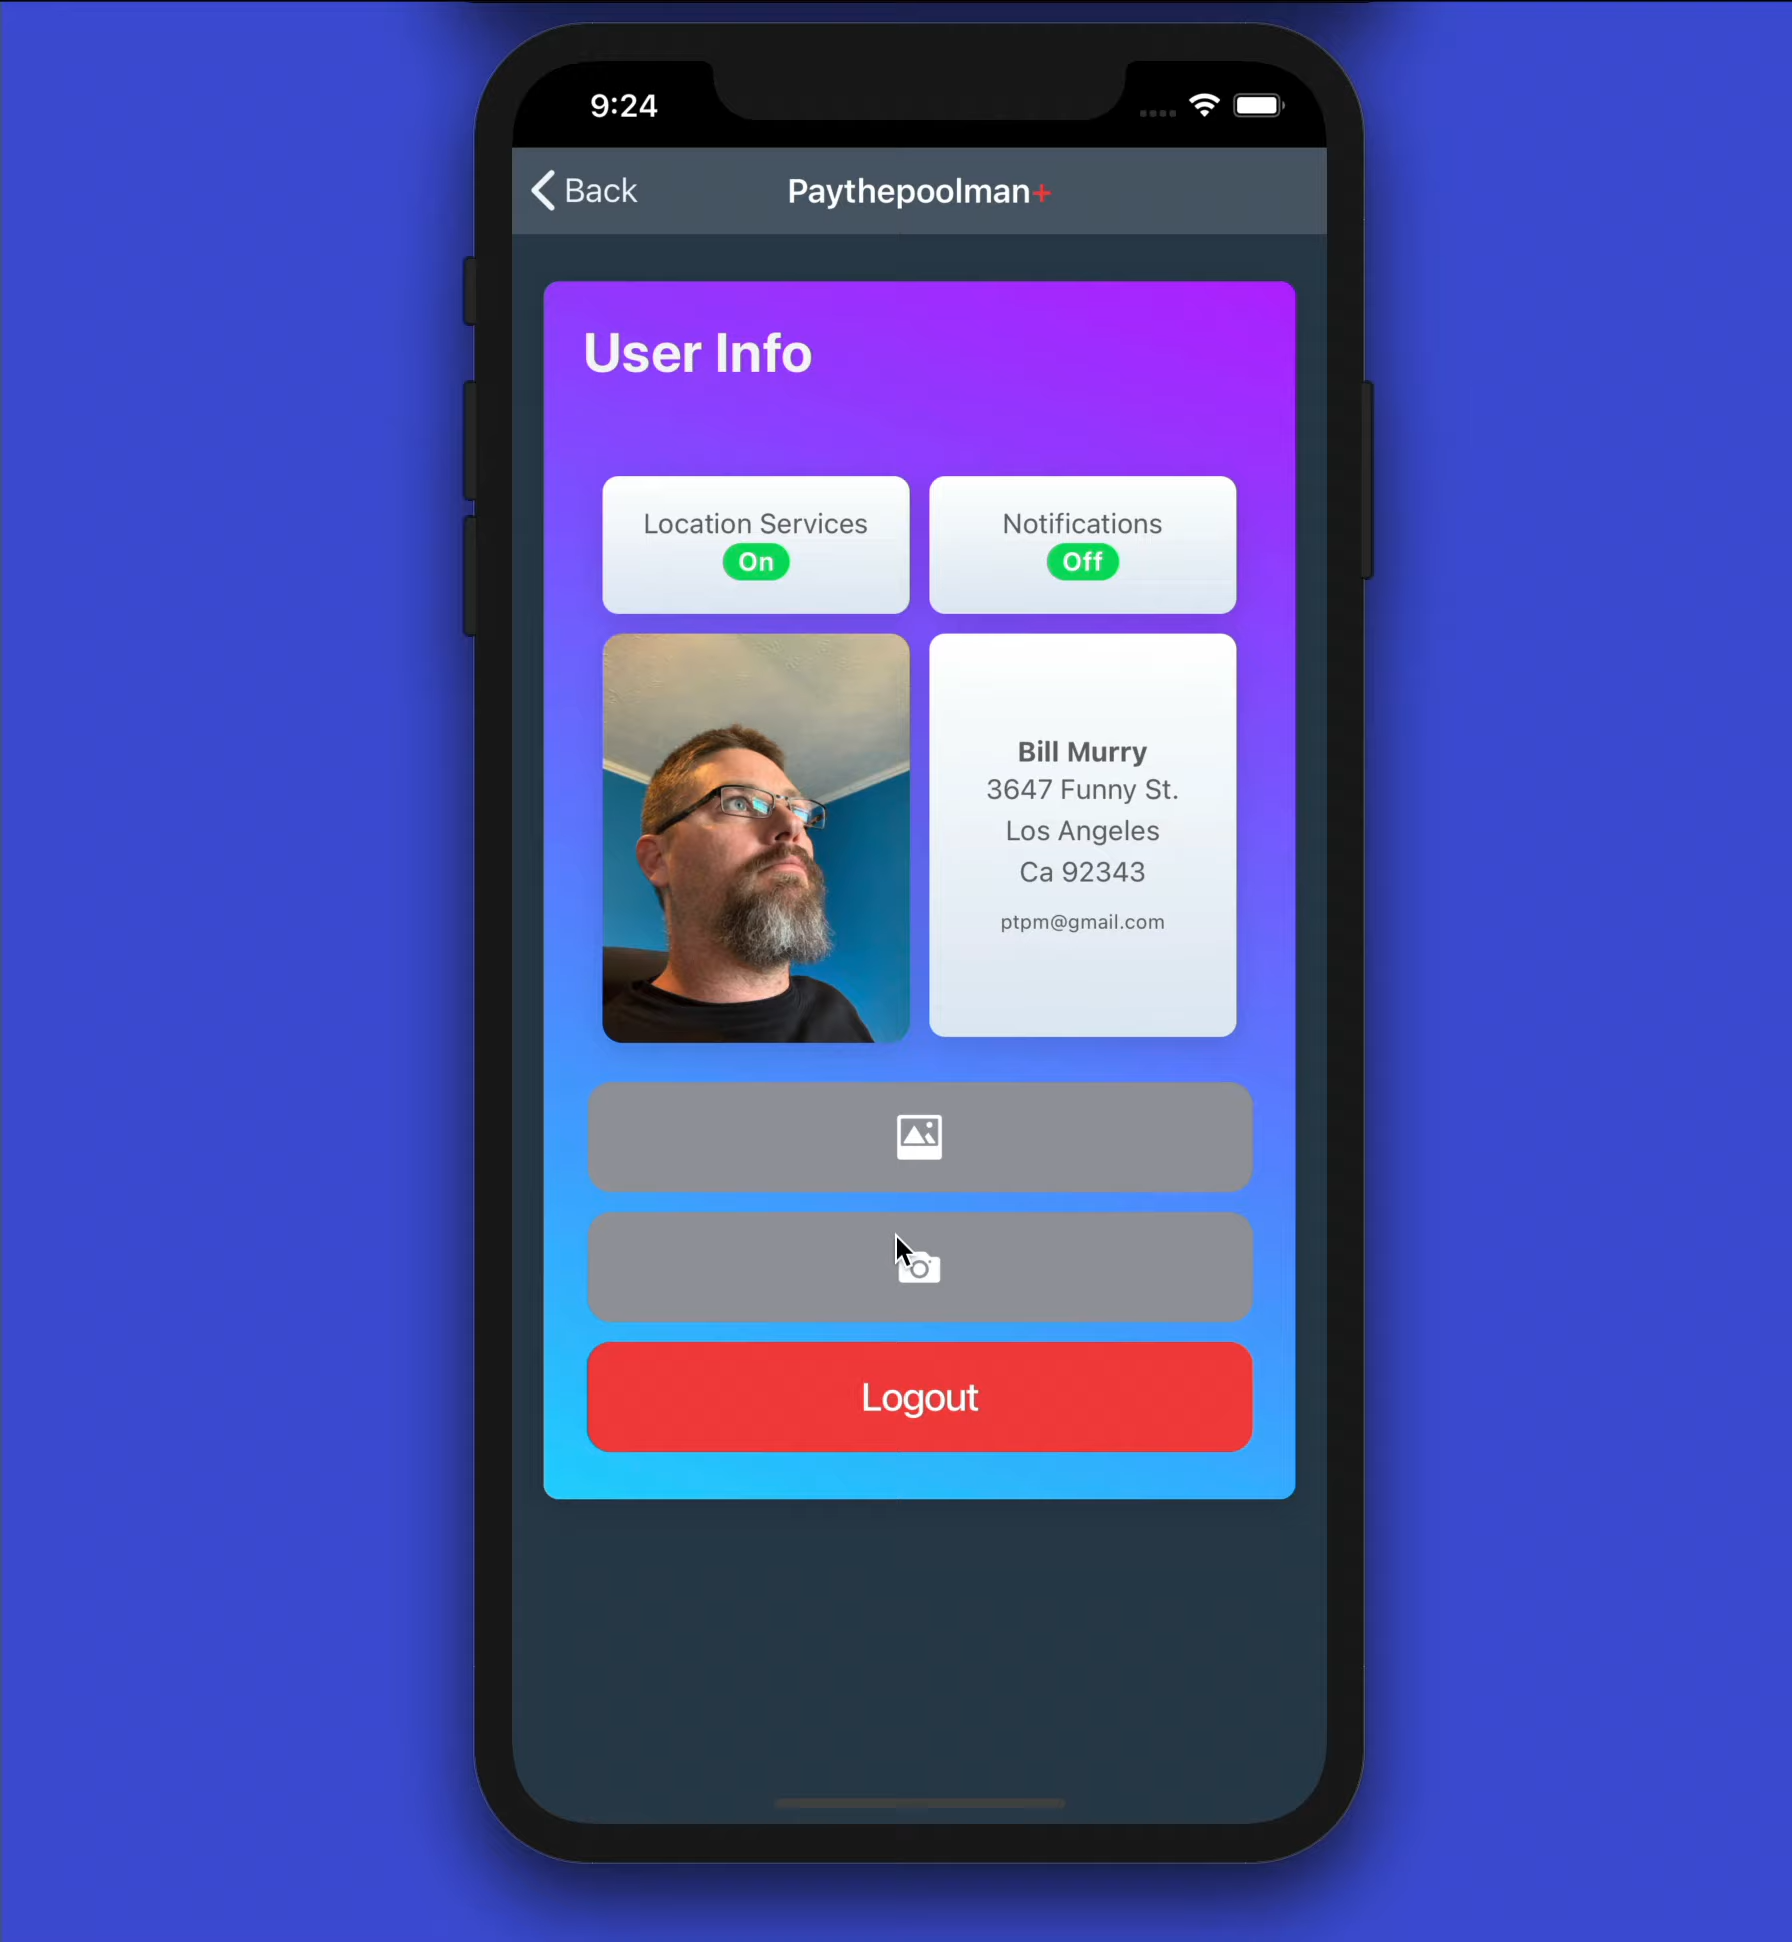 9:24
Back
Paythepoolman+
User Info
Location Services
On
Notifications
Off
Bill Murry
3647 Funny St.
Los Angeles
Ca 92343
ptpm@gmail.com
Logout